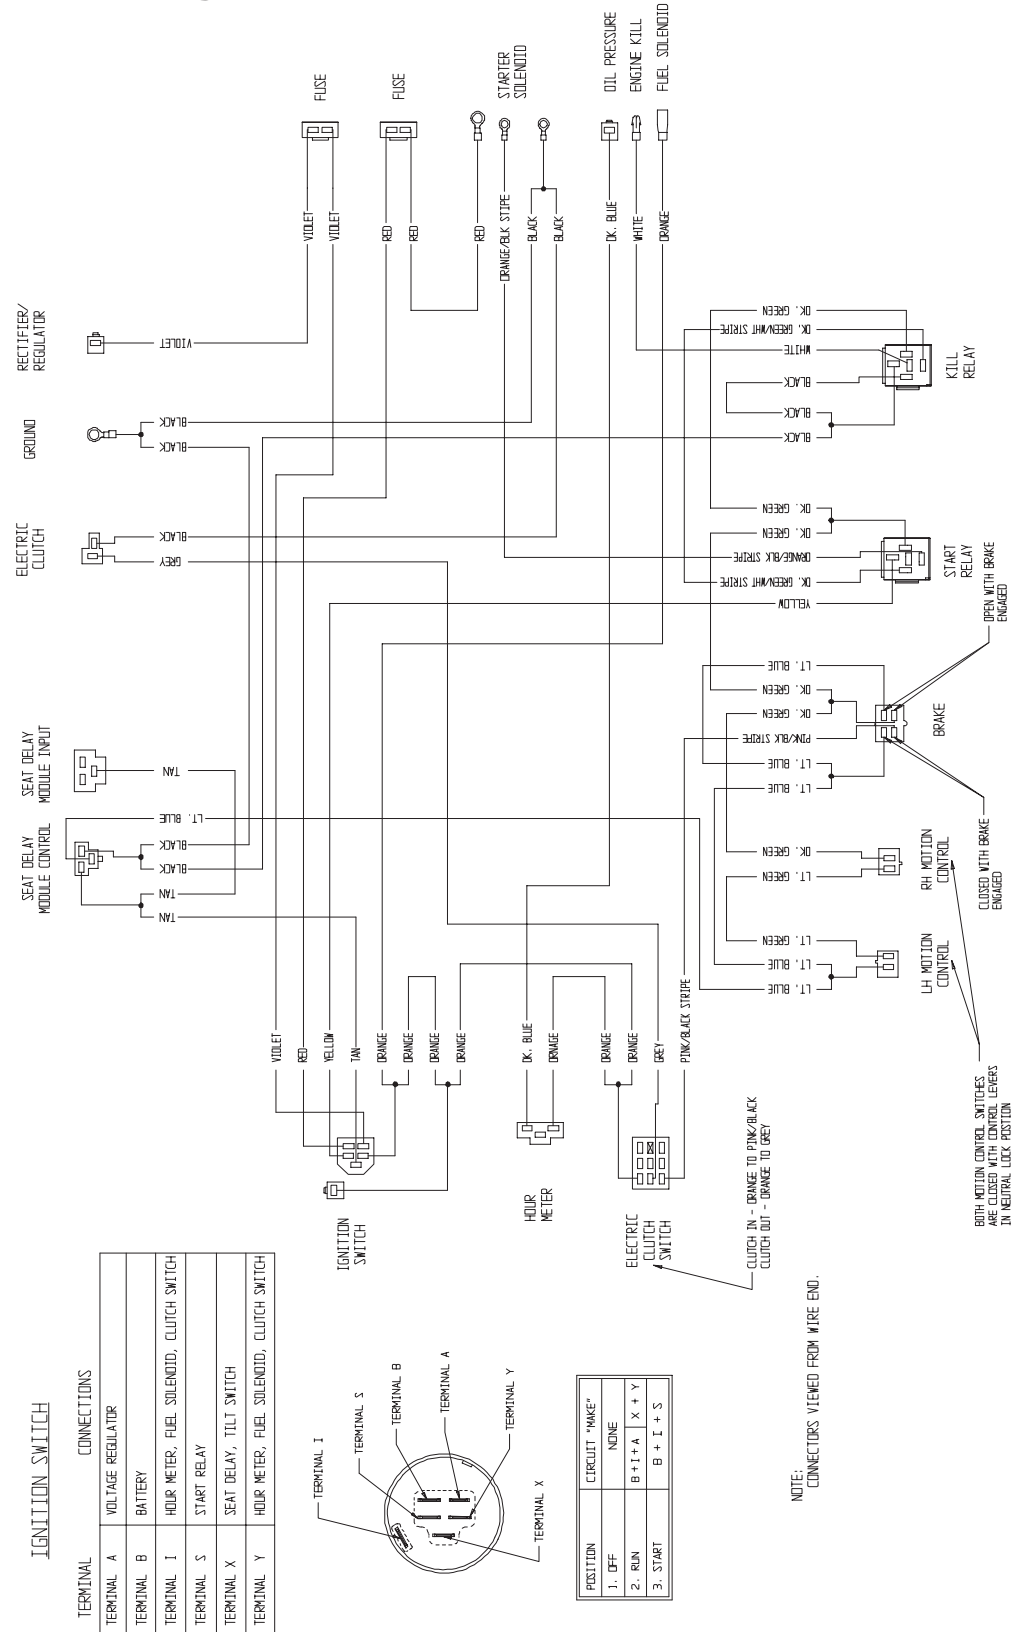 IGNITION SWITCH
TERMINAL CONNECTIONS
TERMINAL A VOLTAGE REGULATOR
TERMINAL B BATTERY
TERMINAL I HOUR METER, FUEL SOLENOID, CLUTCH SWITCH
TERMINAL S START RELAY
TERMINAL X SEAT DELAY, TILT SWITCH
TERMINAL Y HOUR METER, FUEL SOLENOID, CLUTCH SWITCH
TERMINAL I
TERMINAL S
TERMINAL B
TERMINAL A
TERMINAL Y
TERMINAL X
POSITION CIRCUIT "MAKE"
1. OFF NONE
2. RUN B+I+A X + Y
3. START B + I + S
NOTE:
CONNECTORS VIEWED FROM WIRE END.
SEAT DELAY
MODULE CONTROL
SEAT DELAY
MODULE INPUT
ELECTRIC
CLUTCH
GROUND
RECTIFIER/
REGULATOR
TAN
TAN
BLACK
BLACK
LT. BLUE
TAN
GREY
BLACK
BLACK
BLACK
VIOLET
FUSE
FUSE
STARTER
SOLENOID
OIL PRESSURE
ENGINE KILL
FUEL SOLENOID
VIOLET
VIOLET
RED
RED
RED
ORANGE/BLK STIPE
BLACK
BLACK
DK. BLUE
WHITE
ORANGE
IGNITION
SWITCH
VIOLET
RED
YELLOW
TAN
ORANGE
ORANGE
ORANGE
ORANGE
HOUR
METER
DK. BLUE
ORNAGE
ELECTRIC
CLUTCH
SWITCH
ORANGE
ORANGE
GREY
PINK/BLACK STRIPE
CLUTCH IN - ORANGE TO PINK/BLACK
CLUTCH OUT - ORANGE TO GREY
LT. BLUE
LT. BLUE
LT. GREEN
LT. GREEN
DK. GREEN
LT. BLUE
LT. BLUE
PINK/BLK STRIPE
DK. GREEN
DK. GREEN
LT. BLUE
YELLOW
DK. GREEN/WHT STRIPE
ORANGE/BLK STRIPE
DK. GREEN
DK. GREEN
BLACK
BLACK
BLACK
WHITE
DK. GREEN/WHT STRIPE
DK. GREEN
LH MOTION
CONTROL
RH MOTION
CONTROL
BRAKE
START
RELAY
KILL
RELAY
BOTH MOTION CONTROL SWITCHES
ARE CLOSED WITH CONTROL LEVERS
IN NEUTRAL LOCK POSTION
CLOSED WITH BRAKE
ENGAGED
OPEN WITH BRAKE
ENGAGED